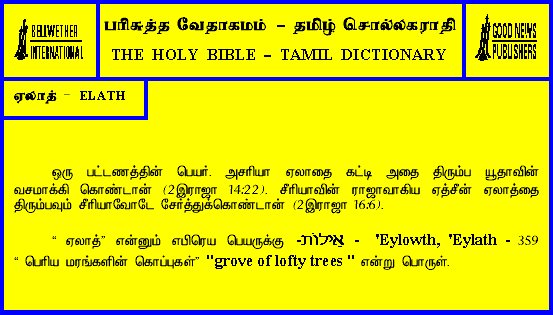 BELLWETHER
INTERNATIONAL
பரிசுத்த வேதாகமம் – தமிழ் சொல்லகராதி
THE HOLY BIBLE – TAMIL DICTIONARY
GOOD NEWS
PUBLISHERS
ஏலாத் – ELATH
ஒரு பட்டணத்தின் பெயர். அசரியா ஏலாதை கட்டி அதை திரும்ப யூதாவின்
வசமாக்கி கொண்டான் (2இராஜா 14:22). சீரியாவின் ராஜாவாகிய ஏத்சீன் ஏலாத்தை
திரும்பவும் சீரியாவோடே சேர்த்துக்கொண்டான் (2இராஜா 16:6).
“ ஏலாத்” என்னும் எபிரெய பெயருக்கு -אֵילוֹת - 'Eylowth, 'Eylath - 359
“ பெரிய மரங்களின் கொப்புகள்” "grove of lofty trees " என்று பொருள்.